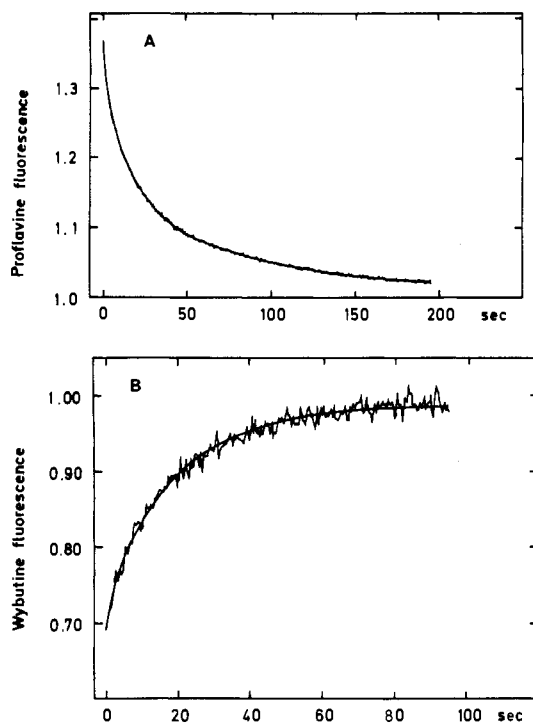 A
Proflavine fluorescence
1.3
1.2
1.1
1.0
0 50 100 150 200 sec
B
Wybutine fluorescence
1.00
0.90
0.80
0.70
0 20 40 60 80 sec